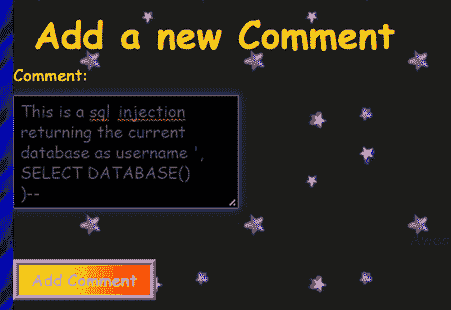 Add a new Comment
Comment:
This is a sql injection
returning the current
database as username ',
SELECT DATABASE()
)--
Add Comment